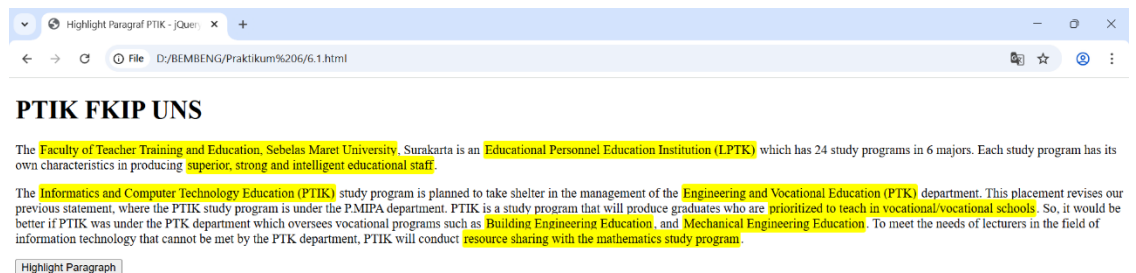 Highlight Paragraf PTIK - jQuery
File D:/BEMBENG/Praktikum%206/6.1.html
PTIK FKIP UNS
The Faculty of Teacher Training and Education, Sebelas Maret University, Surakarta is an Educational Personnel Education Institution (LPTK) which has 24 study programs in 6 majors. Each study program has its
own characteristics in producing superior, strong and intelligent educational staff.
The Informatics and Computer Technology Education (PTIK) study program is planned to take shelter in the management of the Engineering and Vocational Education (PTK) department. This placement revises our
previous statement, where the PTIK study program is under the P.MIPA department. PTIK is a study program that will produce graduates who are prioritized to teach in vocational/vocational schools. So, it would be
better if PTIK was under the PTK department which oversees vocational programs such as Building Engineering Education, and Mechanical Engineering Education. To meet the needs of lecturers in the field of
information technology that cannot be met by the PTK department, PTIK will conduct resource sharing with the mathematics study program.
Highlight Paragraph